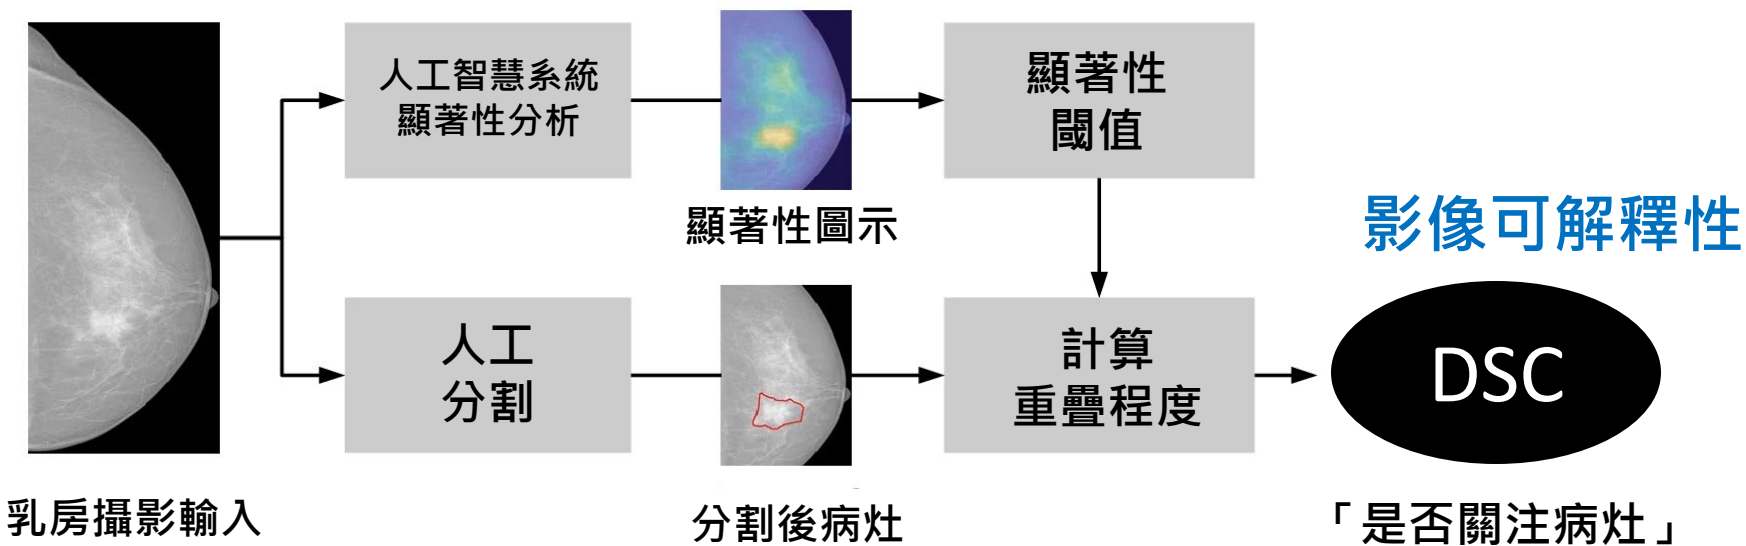 人工智慧系統
顯著性分析
顯著性
閾值
顯著性圖示
影像可解釋性
人工
分割
計算
重疊程度
DSC
乳房攝影輸入
分割後病灶
「是否關注病灶」